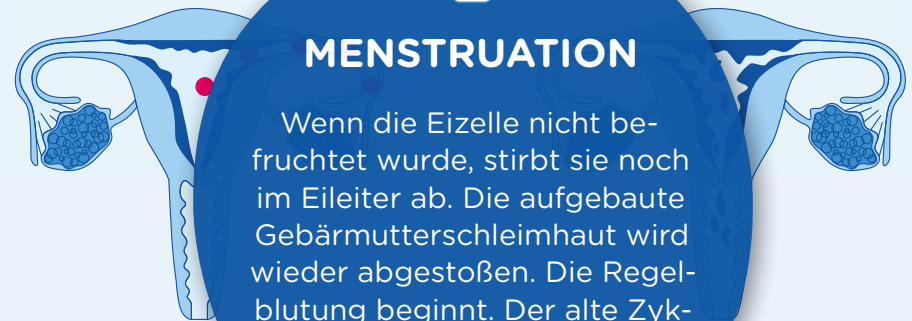 MENSTRUATION
Wenn die Eizelle nicht be-
fruchtet wurde, stirbt sie noch
im Eileiter ab. Die aufgebaute
Gebärmutterschleimhaut wird
wieder abgestoßen. Die Regel-
blutung beginnt. Der alte Zyk-